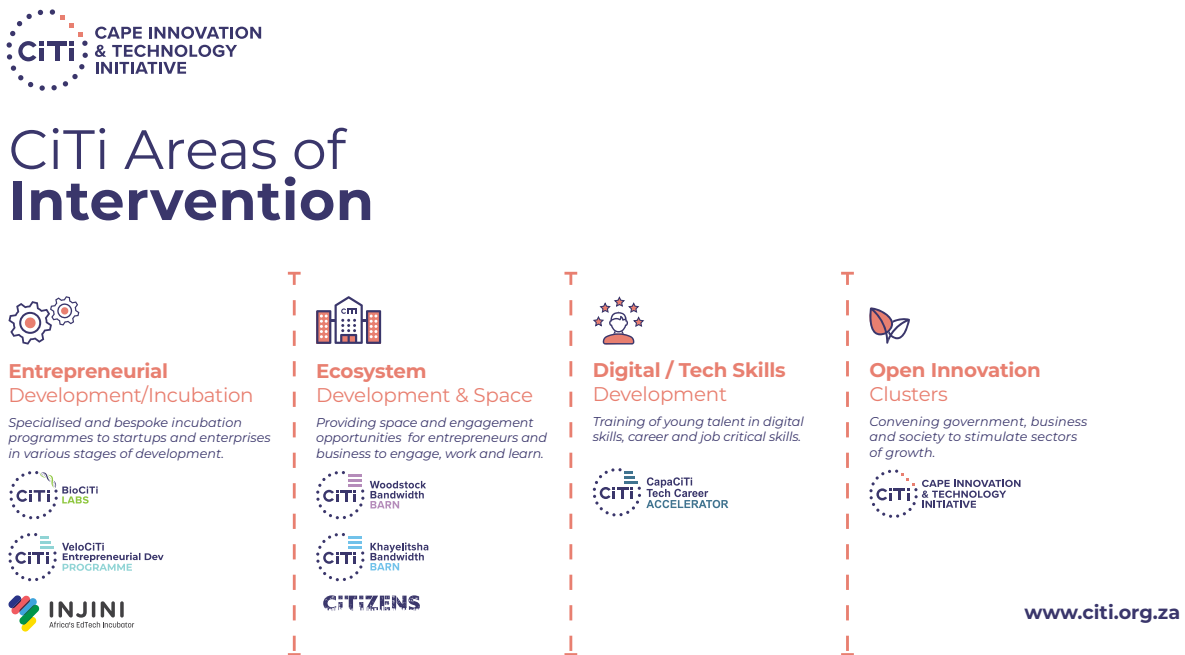 CiTi
CAPE INNOVATION
& TECHNOLOGY
INITIATIVE
CiTi Areas of
Intervention
Entrepreneurial
Development/Incubation
Specialised and bespoke incubation
programmes to startups and enterprises
in various stages of development.
CiTi
BioCiTi
LABS
CiTi
VeloCiTi
Entrepreneurial Dev
PROGRAMME
INJINI
Africa's EdTech Incubator
Ecosystem
Development & Space
Providing space and engagement
opportunities for entrepreneurs and
business to engage, work and learn.
CiTi
Woodstock
Bandwidth
BARN
CiTi
Khayelitsha
Bandwidth
BARN
CiTiZENS
Digital / Tech Skills
Development
Training of young talent in digital
skills, career and job critical skills.
CiTi
CapaCiTi
Tech Career
ACCELERATOR
Open Innovation
Clusters
Convening government, business
and society to stimulate sectors
of growth.
CiTi
CAPE INNOVATION
& TECHNOLOGY
INITIATIVE
www.citi.org.za